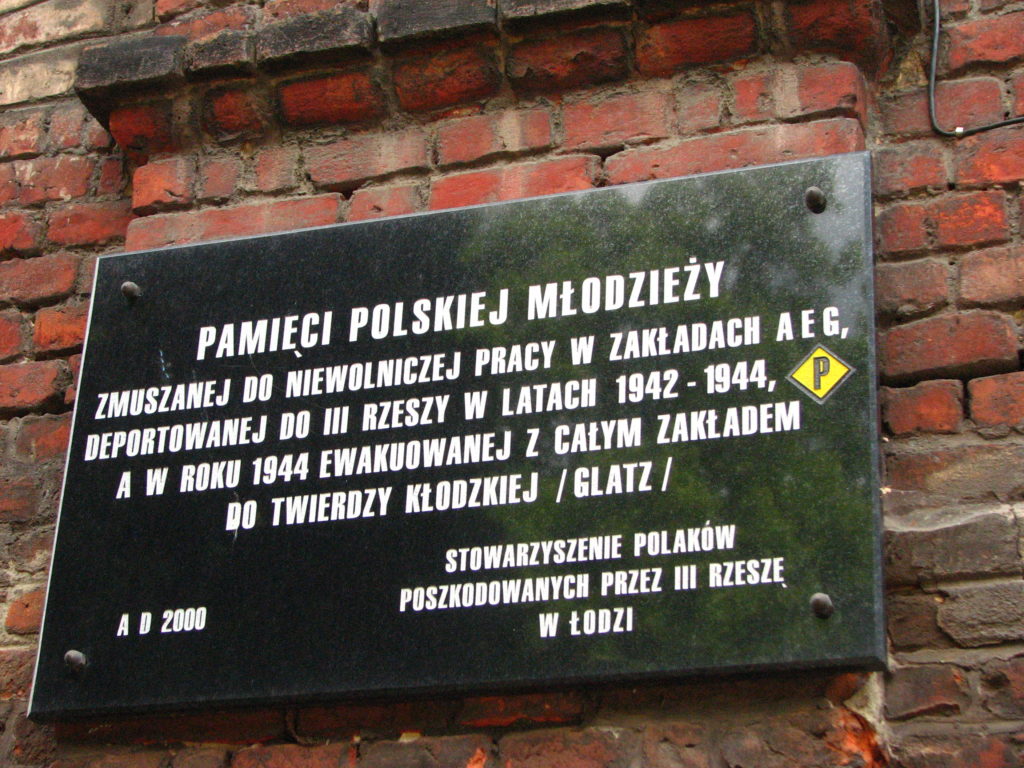 PAMIĘCI POLSKIEJ MŁODZIEŻY
ZMUSZANEJ DO NIEWOLNICZEJ PRACY W ZAKŁADACH A E G,
DEPORTOWANEJ DO III RZESZY W LATACH 1942 - 1944,
P
A W ROKU 1944 EWAKUOWANEJ Z CAŁYM ZAKŁADEM
DO TWIERDZY KŁODZKIEJ /GLATZ/
STOWARZYSZENIE POLAKÓW
POSZKODOWANYCH PRZEZ III RZESZĘ
W ŁODZI
A D 2000